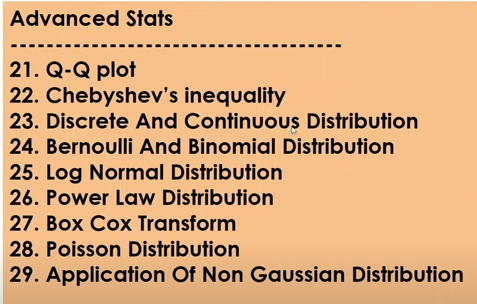 Advanced Stats
-------------------------------------
21. Q-Q plot
22. Chebyshev's inequality
23. Discrete And Continuous Distribution
24. Bernoulli And Binomial Distribution
25. Log Normal Distribution
26. Power Law Distribution
27. Box Cox Transform
28. Poisson Distribution
29. Application Of Non Gaussian Distribution